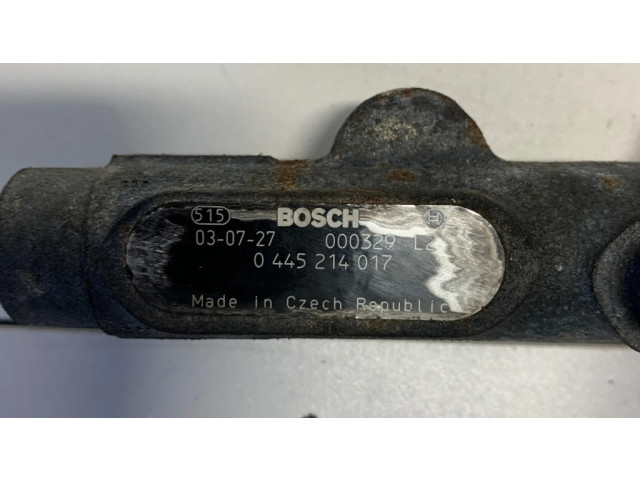 515 BOSCH
03-07-27 000329 L2
0 445 214 017
Made in Czech Republic